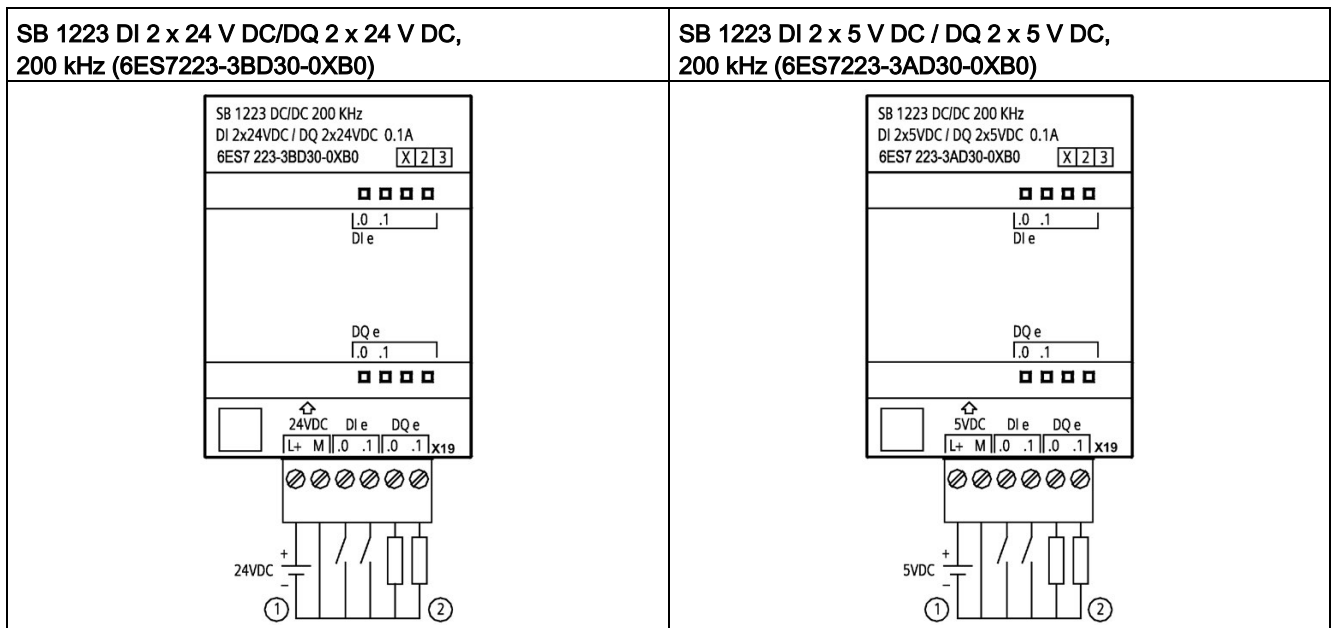 SB 1223 DI 2 x 24 V DC/DQ 2 x 24 V DC,
200 kHz (6ES7223-3BD30-0XB0)
SB 1223 DC/DC 200 KHz
DI 2x24VDC / DQ 2x24VDC 0.1A
6ES7 223-3BD30-0XB0 X 2 3
.0 .1
DI e
DQ e
.0 .1
24VDC DI e DQ e
L+ M .0 .1 .0 .1 X19
+
24VDC
–
1 2
SB 1223 DI 2 x 5 V DC / DQ 2 x 5 V DC,
200 kHz (6ES7223-3AD30-0XB0)
SB 1223 DC/DC 200 KHz
DI 2x5VDC / DQ 2x5VDC 0.1A
6ES7 223-3AD30-0XB0 X 2 3
.0 .1
DI e
DQ e
.0 .1
5VDC DI e DQ e
L+ M .0 .1 .0 .1 X19
+
5VDC
–
1 2